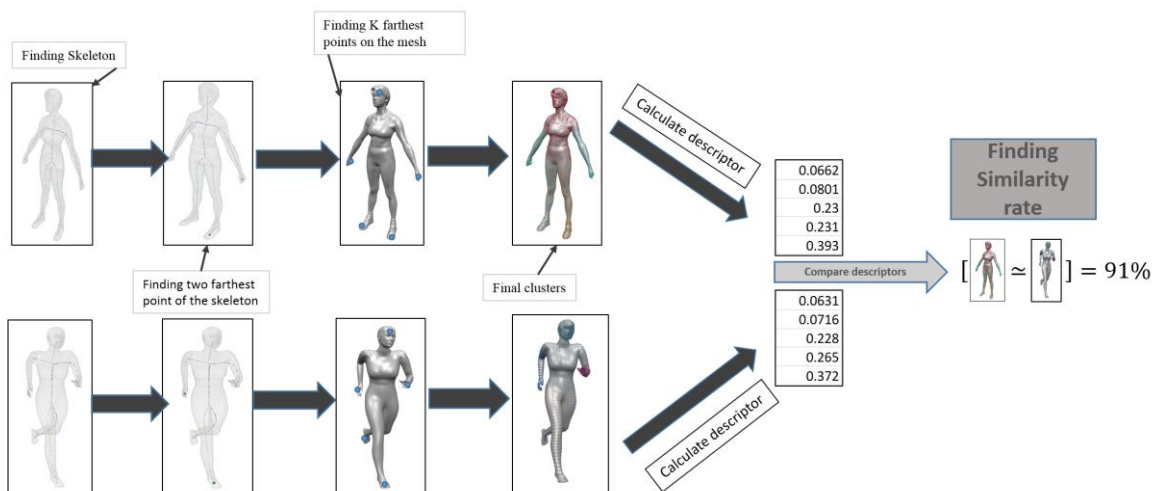 Finding Skeleton
Finding K farthest
points on the mesh
Finding two farthest
point of the skeleton
Final clusters
Calculate descriptor
0.0662
0.0801
0.23
0.231
0.393
Compare descriptors
0.0631
0.0716
0.228
0.265
0.372
Calculate descriptor
Finding
Similarity
rate
[ ≃ ] = 91%